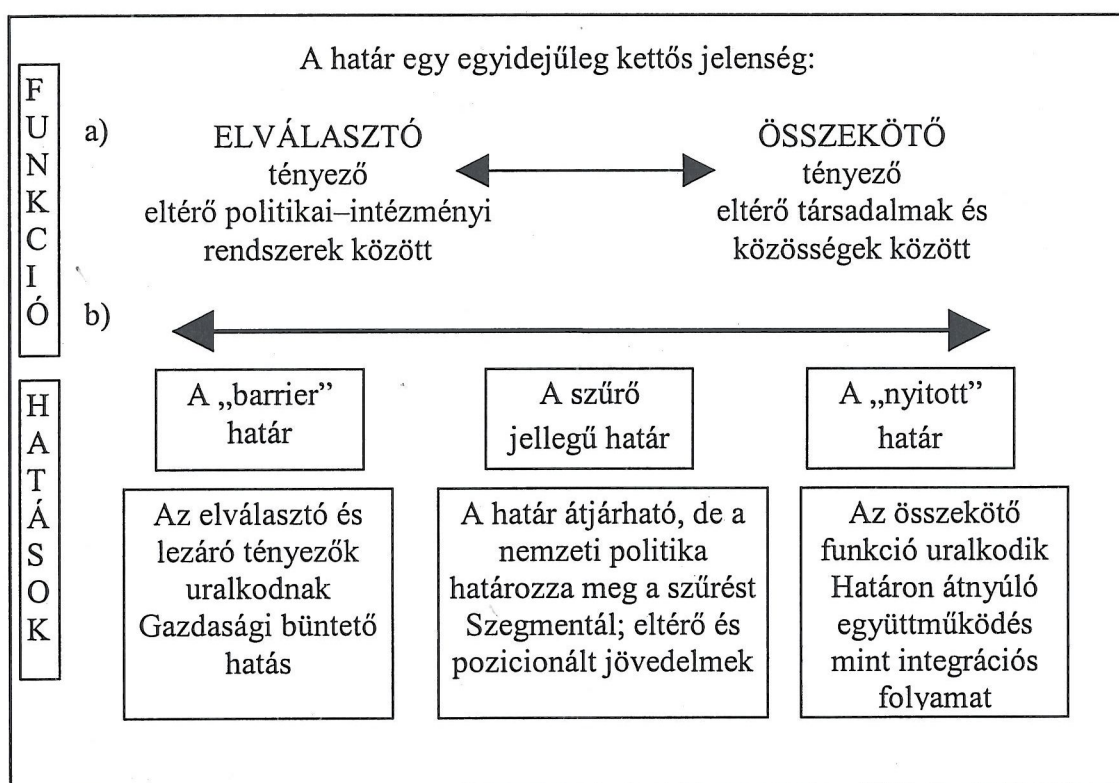 A határ egy egyidejűleg kettős jelenség:
FUNKCIÓ
a)
ELVÁLASZTÓ
tényező
eltérő politikai–intézményi
rendszerek között
ÖSSZEKÖTŐ
tényező
eltérő társadalmak és
közösségek között
b)
HATÁSOK
A „barrier”
határ
A szűrő
jellegű határ
A „nyitott”
határ
Az elválasztó és
lezáró tényezők
uralkodnak
Gazdasági büntető
hatás
A határ átjárható, de a
nemzeti politika
határozza meg a szűrést
Szegmentál; eltérő és
pozicionált jövedelmek
Az összekötő
funkció uralkodik
Határon átnyúló
együttműködés
mint integrációs
folyamat